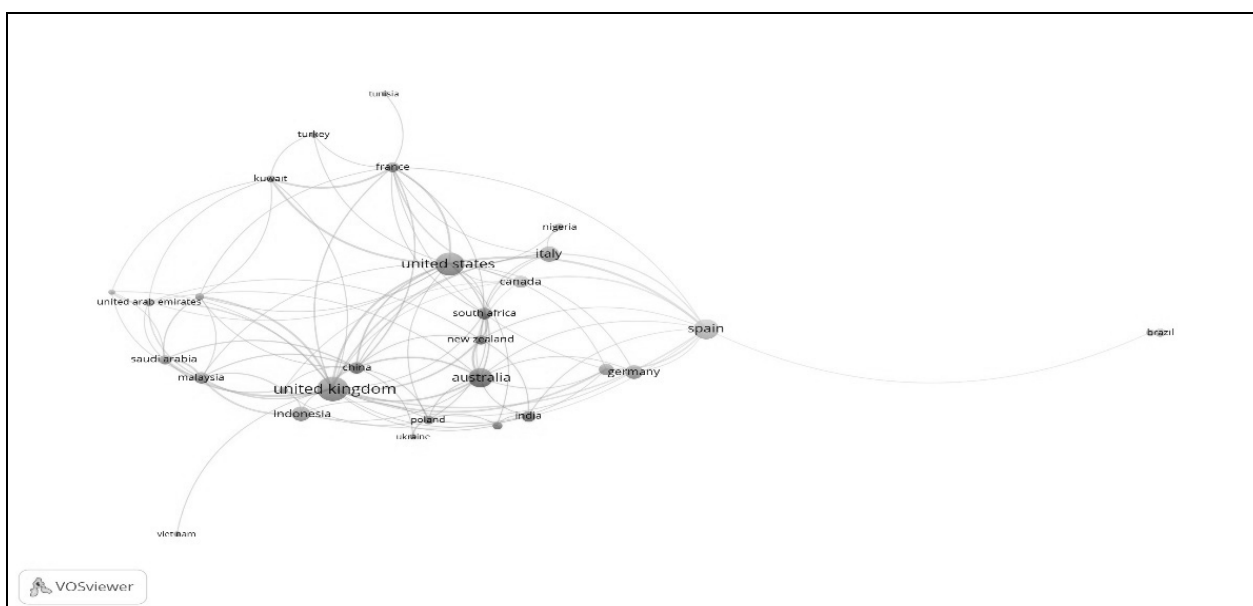 tunisia
turkey
france
kuwait
nigeria
italy
united states
canada
united arab emirates
south africa
spain
brazil
new zealand
saudi arabia
china
malaysia
germany
australia
united kingdom
indonesia
poland
india
ukraine
vietnam
VOSviewer